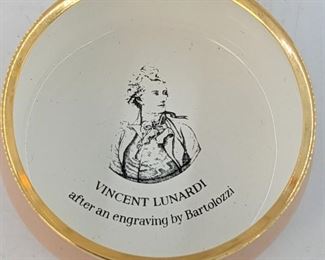 VINCENT LUNARDI
after an engraving by Bartolozzi